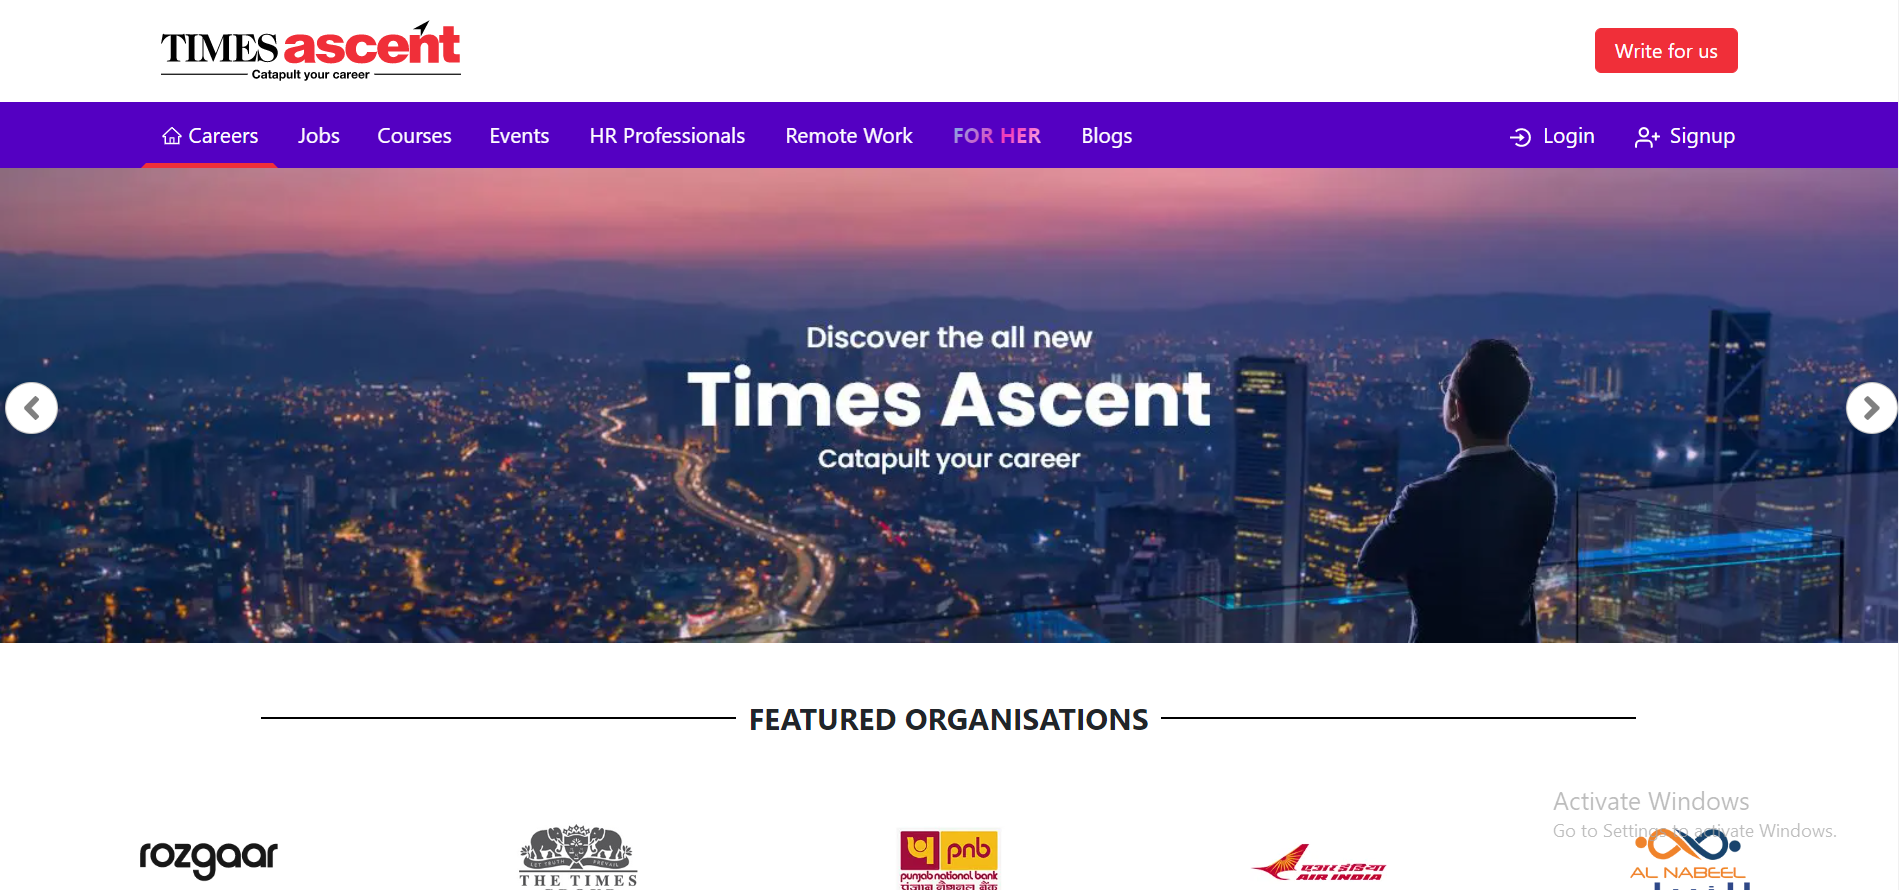 TIMES ascent
Catapult your career
Write for us
Careers Jobs Courses Events HR Professionals Remote Work FOR HER Blogs Login Signup
Discover the all new
Times Ascent
Catapult your career
FEATURED ORGANISATIONS
Activate Windows
Go to Settings to activate Windows.
rozgaar
LET TRUTH PREVAIL
THE TIMES
pnb
punjab national bank
पंजाब नैशनल बैंक
एअर इंडिया
AIR INDIA
AL NABEEL